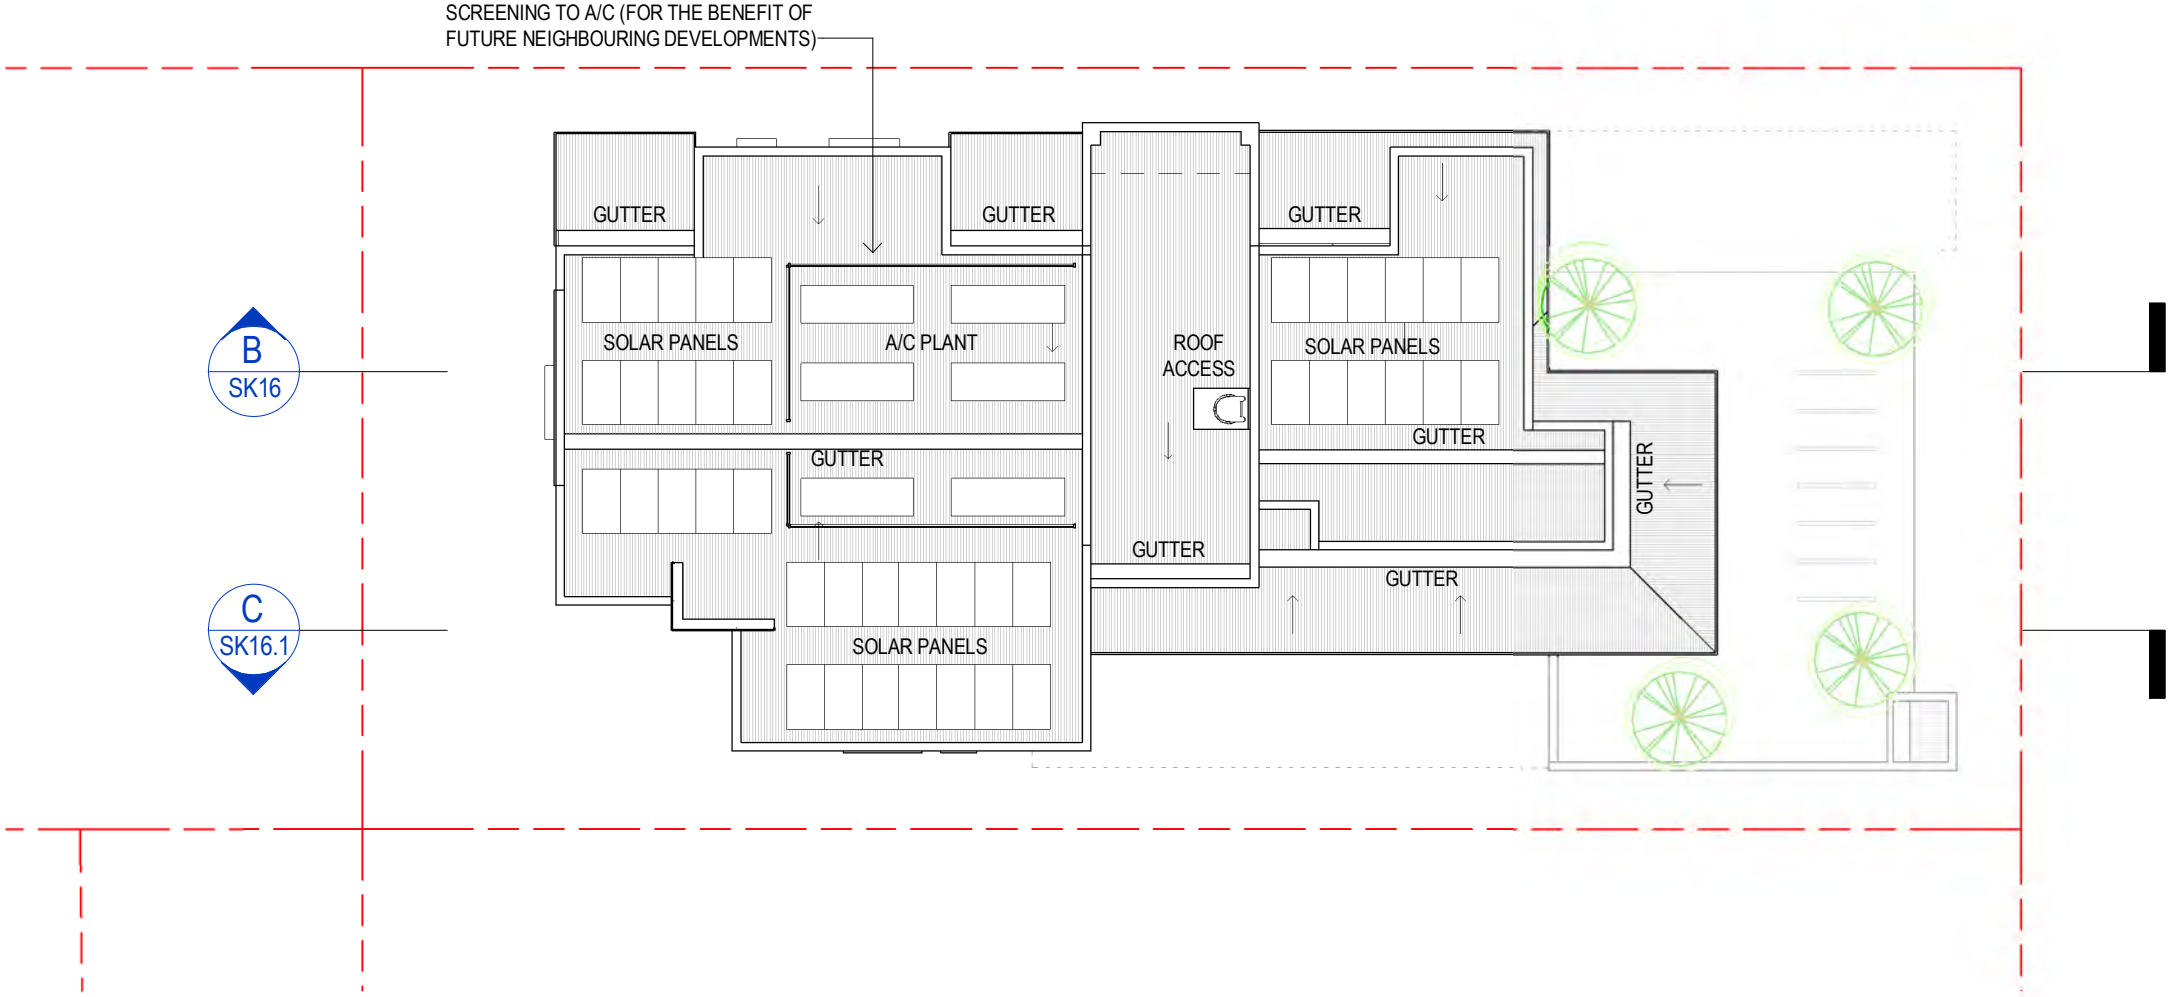 SCREENING TO A/C (FOR THE BENEFIT OF
FUTURE NEIGHBOURING DEVELOPMENTS)
GUTTER
GUTTER
GUTTER
B
SK16
SOLAR PANELS
A/C PLANT
ROOF
ACCESS
SOLAR PANELS
GUTTER
GUTTER
GUTTER
GUTTER
GUTTER
C
SK16.1
SOLAR PANELS